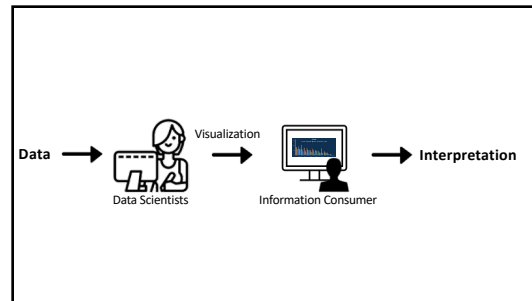 Data
Visualization
Interpretation
Data Scientists
Information Consumer